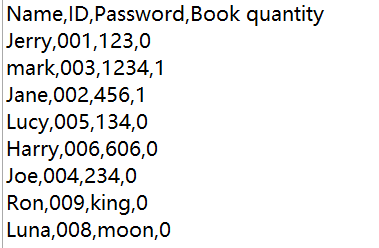 Name,ID,Password,Book quantity
Jerry,001,123,0
mark,003,1234,1
Jane,002,456,1
Lucy,005,134,0
Harry,006,606,0
Joe,004,234,0
Ron,009,king,0
Luna,008,moon,0